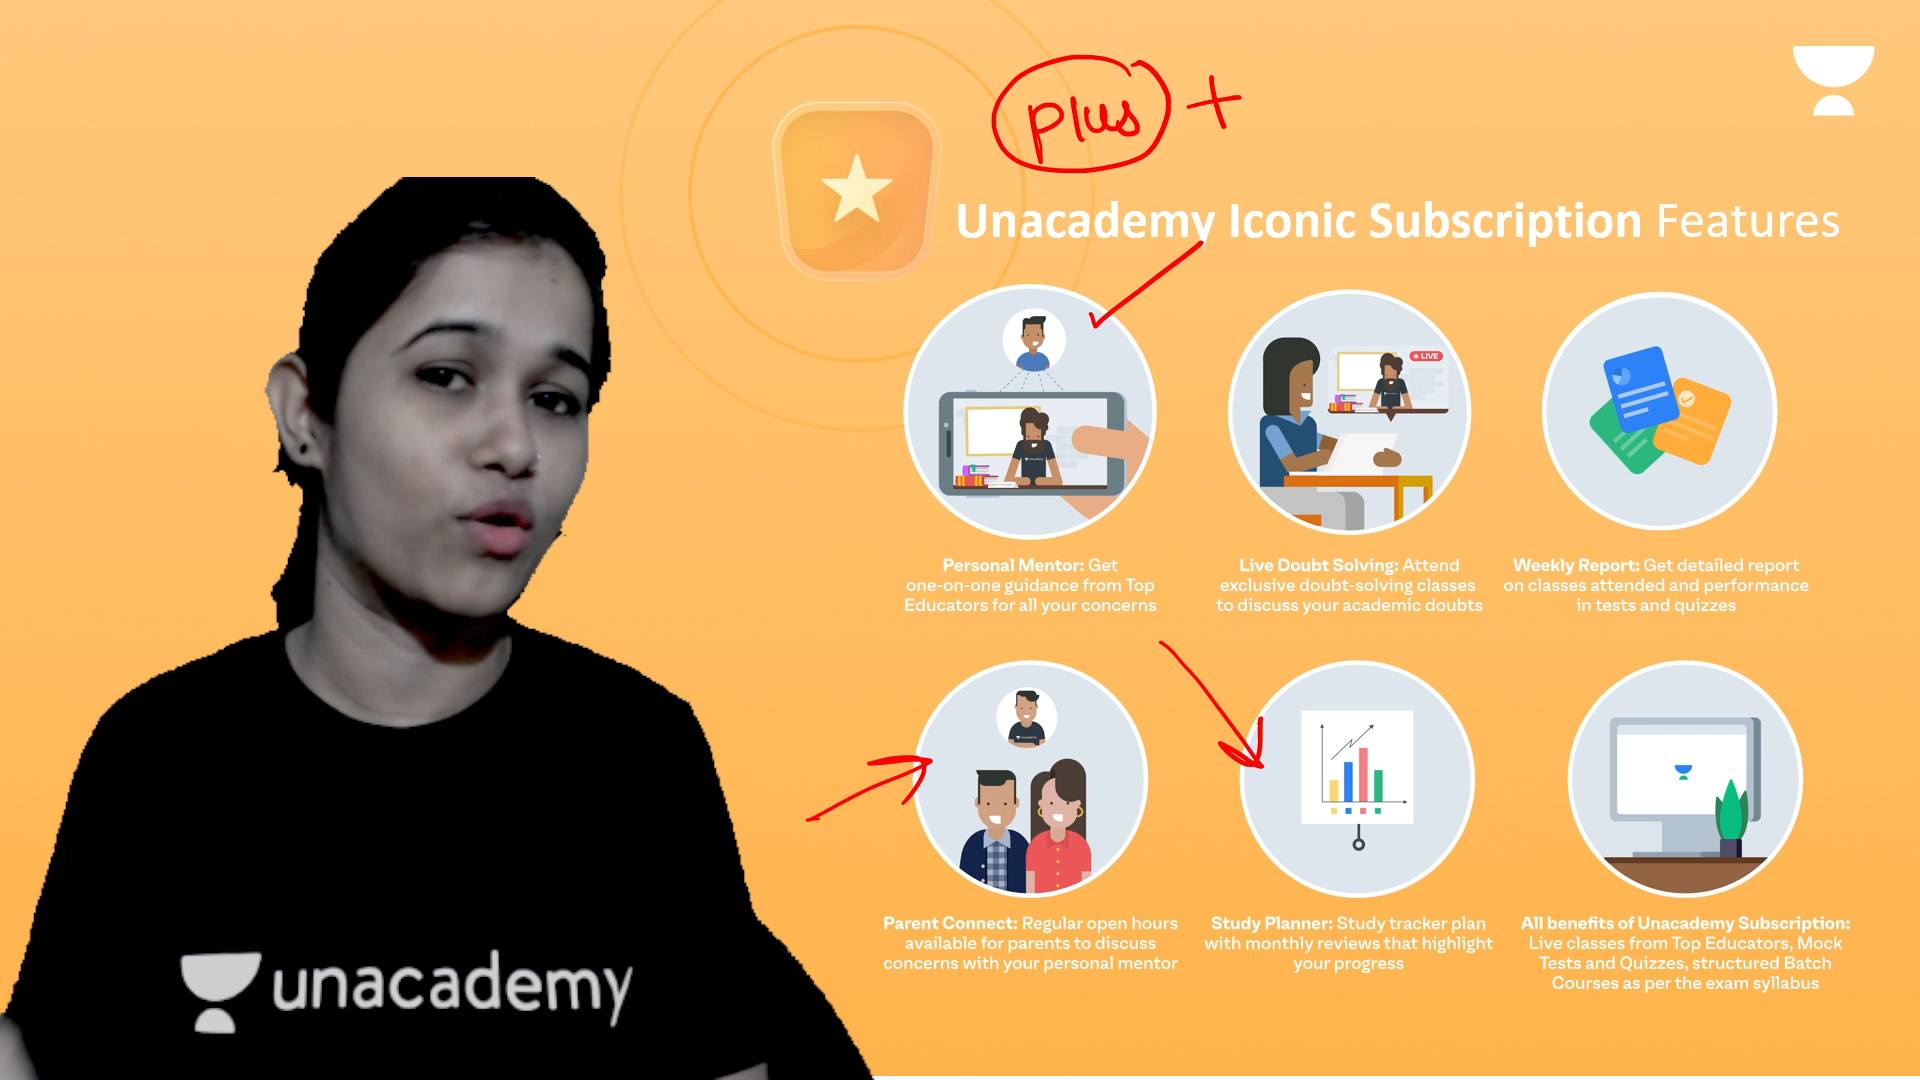 plus +
Unacademy Iconic Subscription Features
LIVE
Personal Mentor: Get
one-on-one guidance from Top
Educators for all your concerns
Live Doubt Solving: Attend
exclusive doubt-solving classes
to discuss your academic doubts
Weekly Report: Get detailed report
on classes attended and performance
in tests and quizzes
Parent Connect: Regular open hours
available for parents to discuss
concerns with your personal mentor
Study Planner: Study tracker plan
with monthly reviews that highlight
your progress
All benefits of Unacademy Subscription:
Live classes from Top Educators, Mock
Tests and Quizzes, structured Batch
Courses as per the exam syllabus
unacademy